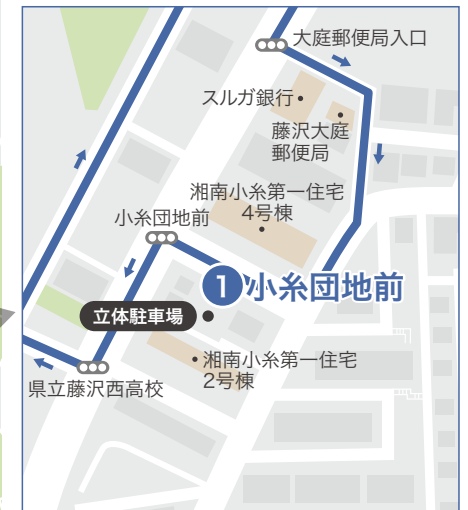 大庭郵便局入口
スルガ銀行
藤沢大庭
郵便局
湘南小糸第一住宅
4号棟
小糸団地前
1 小糸団地前
立体駐車場
湘南小糸第一住宅
2号棟
県立藤沢西高校